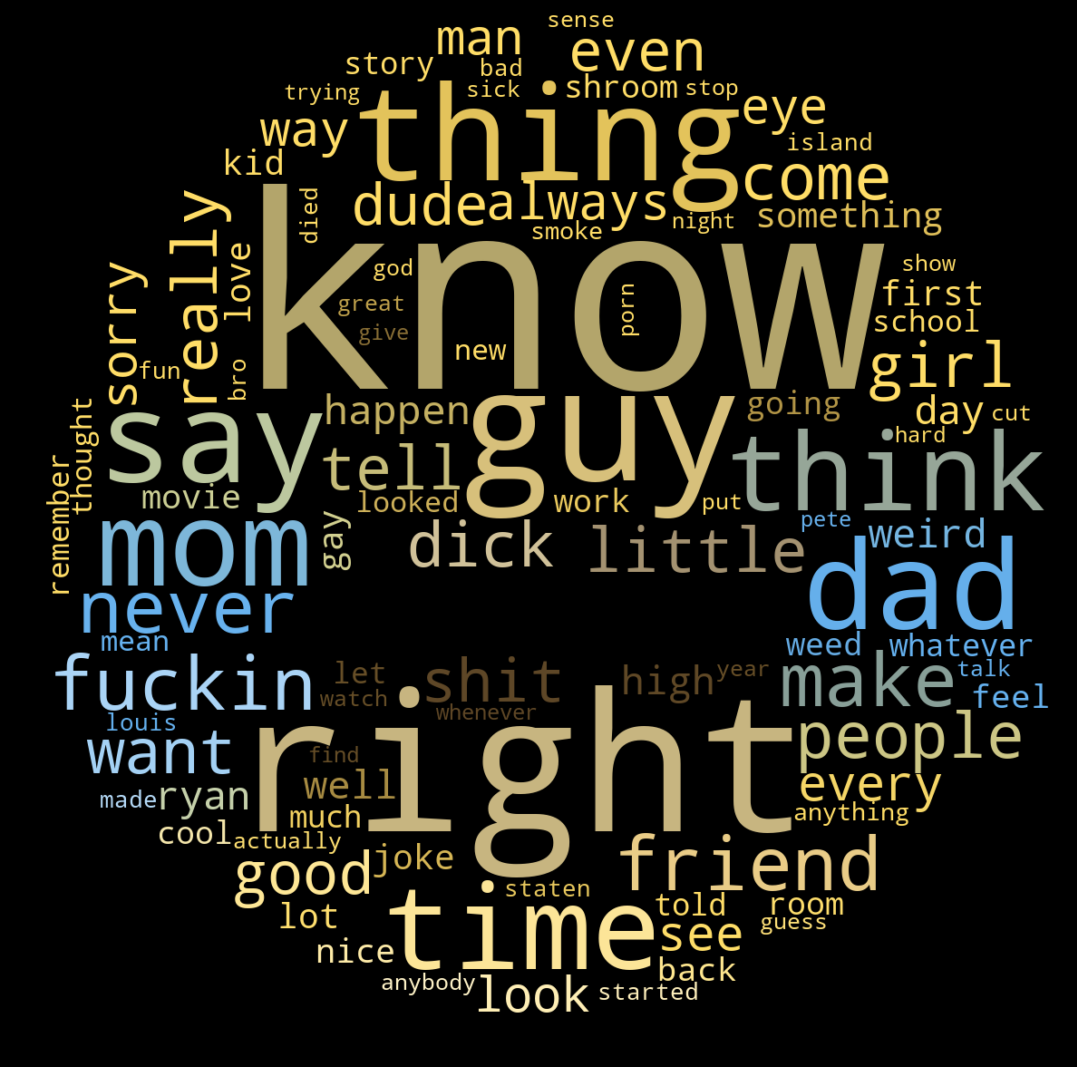 sense
man
even
story
bad
trying
sick
shroom
stop
thing
eye
way
island
kid
come
died
dude
always
night
something
smoke
really
know
love
god
show
sorry
great
porn
first
give
school
fun
bro
new
girl
say
happen
guy
going
day
cut
thought
tell
hard
think
remember
movie
looked
work
put
mom
gay
dick
little
pete
weird
dad
never
mean
weed
whatever
fuckin
let
shit
high
year
make
talk
watch
feel
louis
whenever
right
people
want
find
made
ryan
well
every
much
anything
cool
actually
joke
friend
good
staten
lot
time
told
room
see
guess
nice
back
anybody
look
started